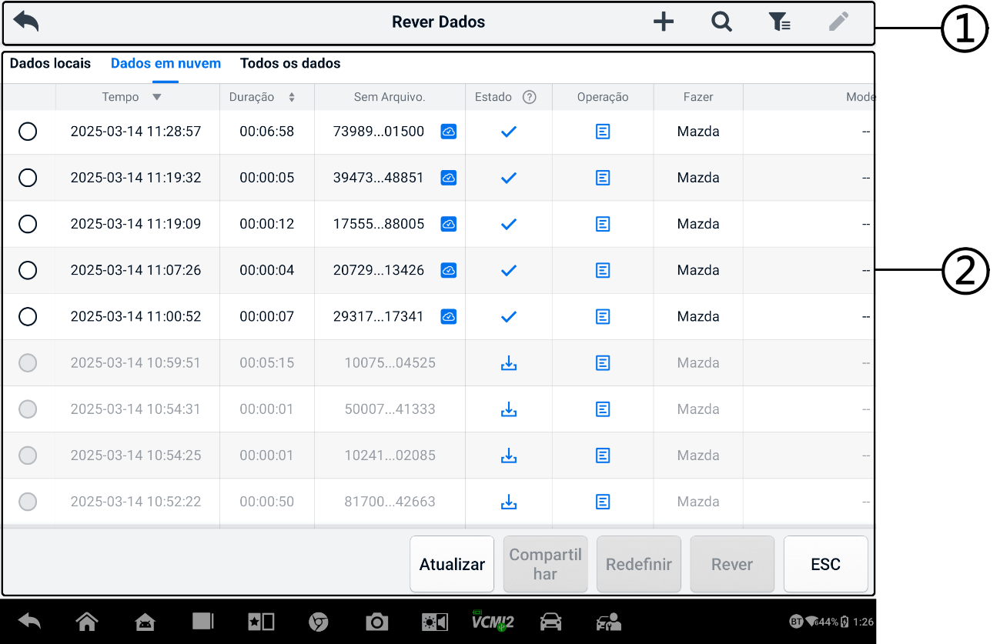 Rever Dados
1
Dados locais Dados em nuvem Todos os dados
Tempo Duração Sem Arquivo. Estado ? Operação Fazer Mode
2025-03-14 11:28:57 00:06:58 73989...01500 Mazda --
2025-03-14 11:19:32 00:00:05 39473...48851 Mazda --
2025-03-14 11:19:09 00:00:12 17555...88005 Mazda --
2025-03-14 11:07:26 00:00:04 20729...13426 Mazda --
2
2025-03-14 11:00:52 00:00:07 29317...17341 Mazda --
2025-03-14 10:59:51 00:05:15 10075...04525 Mazda --
2025-03-14 10:54:31 00:00:01 50007...41333 Mazda --
2025-03-14 10:54:25 00:00:01 10241...02085 Mazda --
2025-03-14 10:52:22 00:00:50 81700...42663 Mazda --
Atualizar Compartil
har Redefinir Rever ESC
VCMI2 BT 44% 1:26